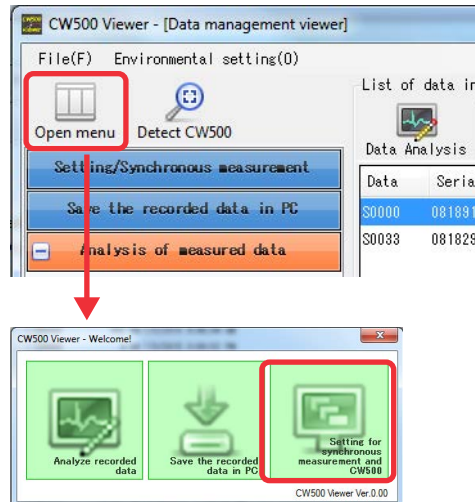 CW500 Viewer - [Data management viewer]
File(F) Environmental setting(O)
List of data in
Open menu Detect CW500
Data Analysis
Setting/Synchronous measurement
Data Seria
Save the recorded data in PC
S0000 081891
Analysis of measured data
S0033 081829
CW500 Viewer - Welcome!
Analyze recorded
data
Save the recorded
data in PC
Setting for
synchronous
measurement and
CW500
CW500 Viewer Ver.0.00